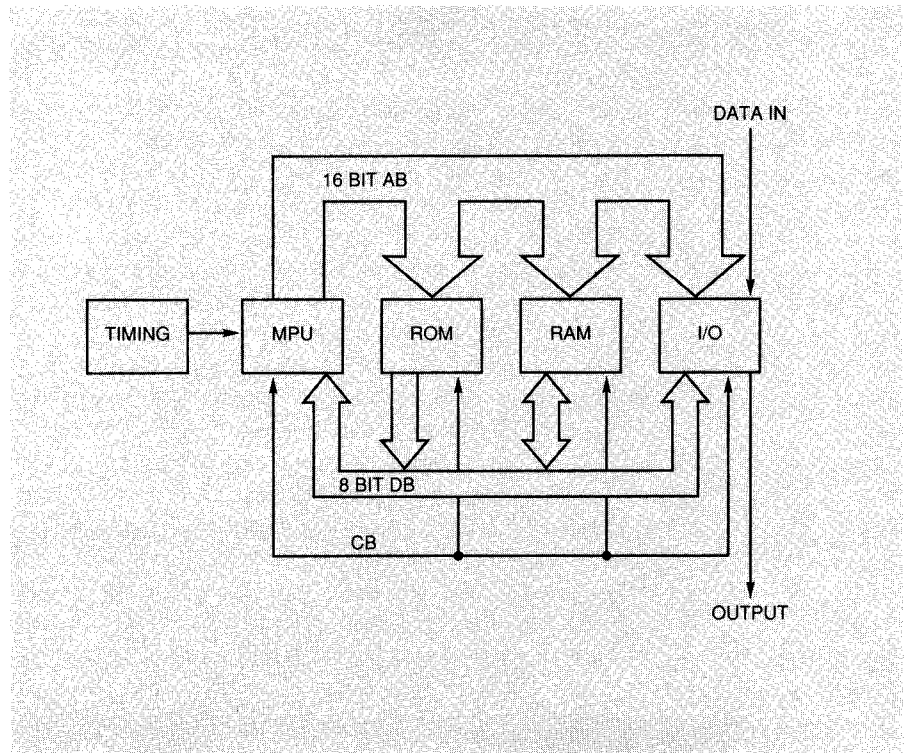 DATA IN
16 BIT AB
TIMING
MPU
ROM
RAM
I/O
8 BIT DB
CB
OUTPUT